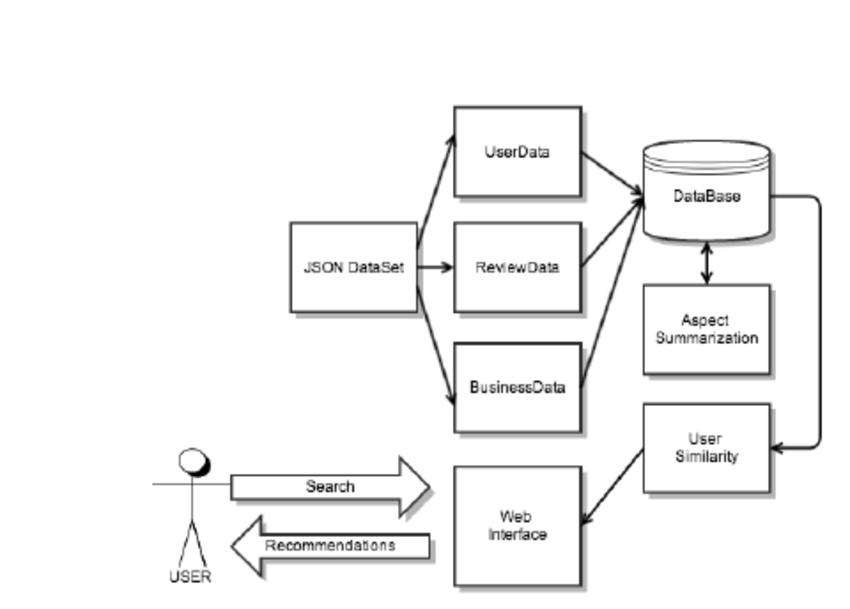 UserData
DataBase
JSON DataSet
ReviewData
Aspect
Summarization
BusinessData
User
Similarity
Search
Web
Interface
Recommendations
USER